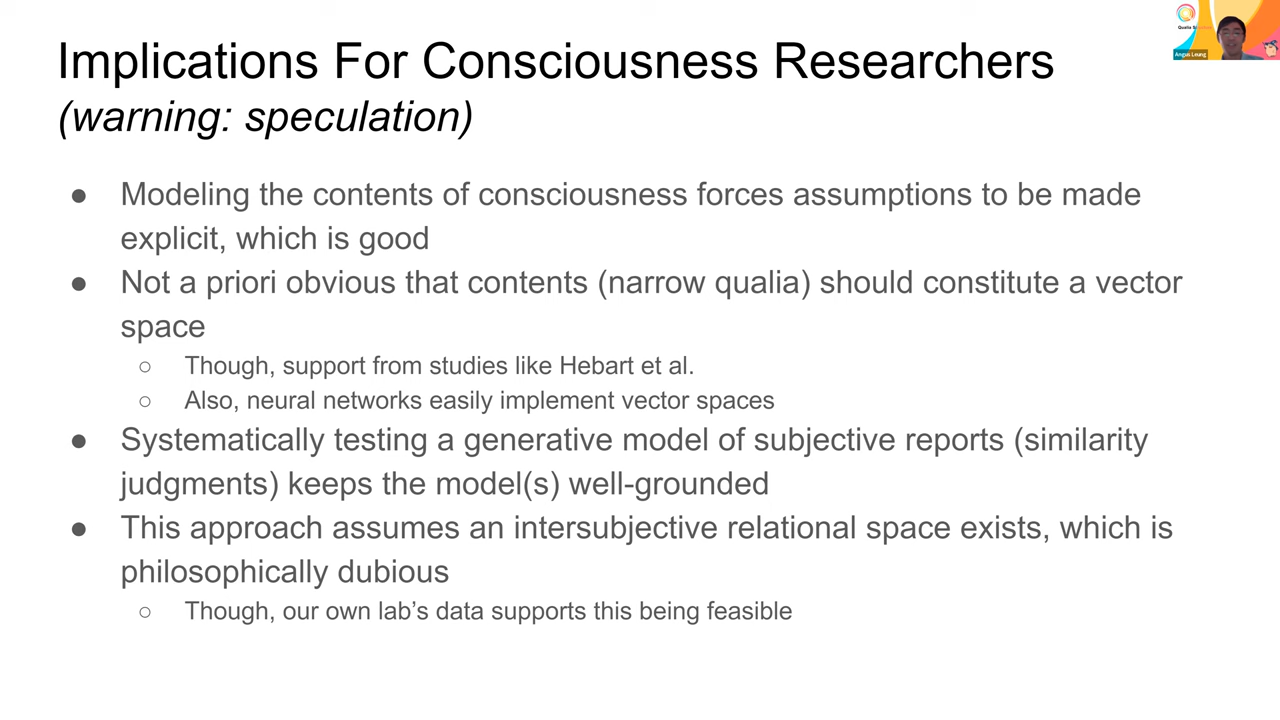 Implications For Consciousness Researchers
(warning: speculation)
● Modeling the contents of consciousness forces assumptions to be made
explicit, which is good
● Not a priori obvious that contents (narrow qualia) should constitute a vector
space
○ Though, support from studies like Hebart et al.
○ Also, neural networks easily implement vector spaces
● Systematically testing a generative model of subjective reports (similarity
judgments) keeps the model(s) well-grounded
● This approach assumes an intersubjective relational space exists, which is
philosophically dubious
○ Though, our own lab's data supports this being feasible
Qualia
Leung